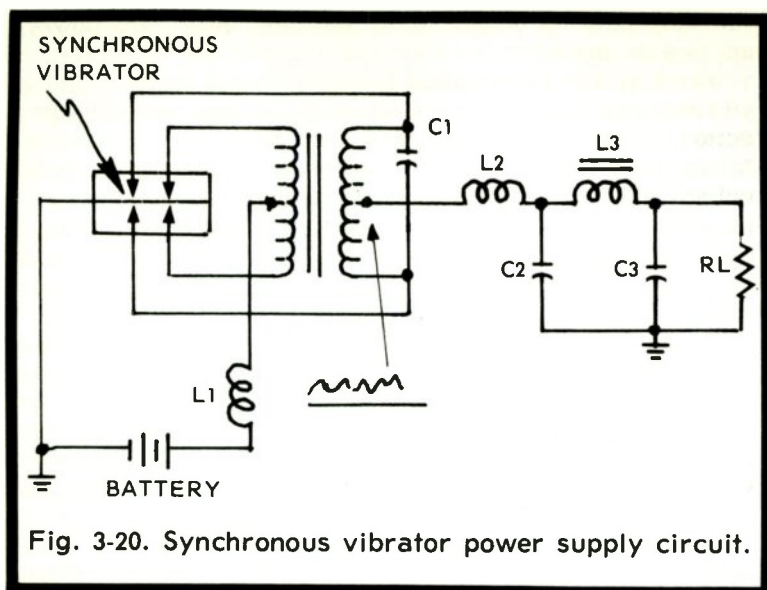 SYNCHRONOUS
VIBRATOR
C1
L2
L3
C2
C3
RL
L1
BATTERY
Fig. 3-20. Synchronous vibrator power supply circuit.